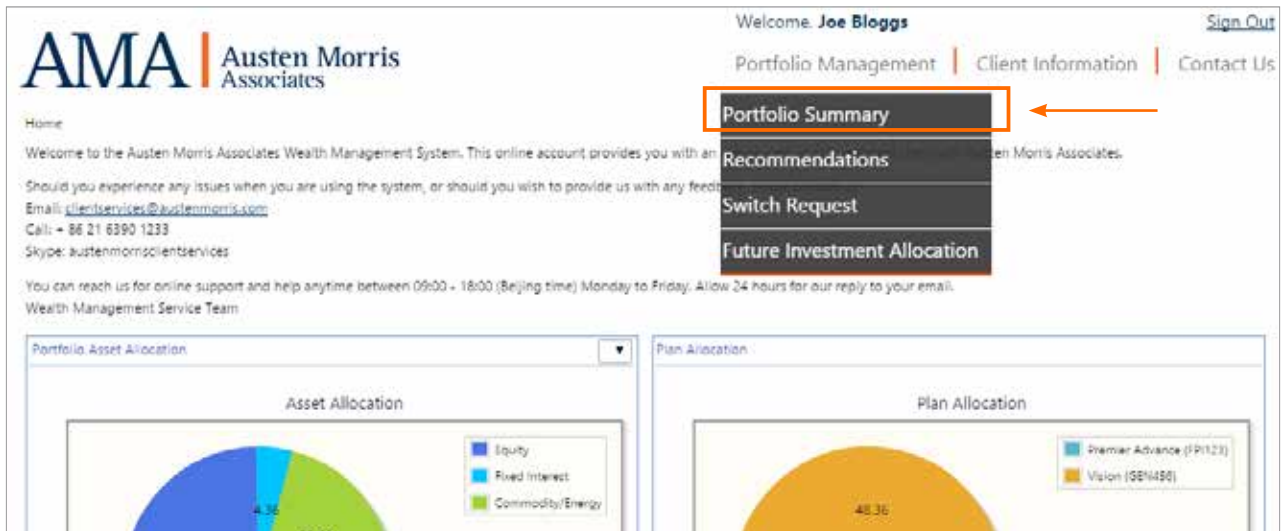 Welcome, Joe Bloggs
Sign Out
AMA Austen Morris Associates
Portfolio Management
Client Information
Contact Us
Portfolio Summary
Recommendations
Switch Request
Future Investment Allocation
Home
Welcome to the Austen Morris Associates Wealth Management System. This online account provides you with an
Morris Associates.
Should you experience any issues when you are using the system, or should you wish to provide us with any
Email: clientservices@austenmorris.com
Call: + 86 21 6390 1233
Skype: austenmorrisclientservices
You can reach us for online support and help anytime between 09:00 - 18:00 (Beijing time) Monday to Friday. Allow 24 hours for our reply to your email.
Wealth Management Service Team
Portfolio Asset Allocation
Plan Allocation
Asset Allocation
Plan Allocation
Equity
Fixed Interest
Commodity/Energy
4.36
Premier Advance (FPI123)
Vision (GEN456)
48.36